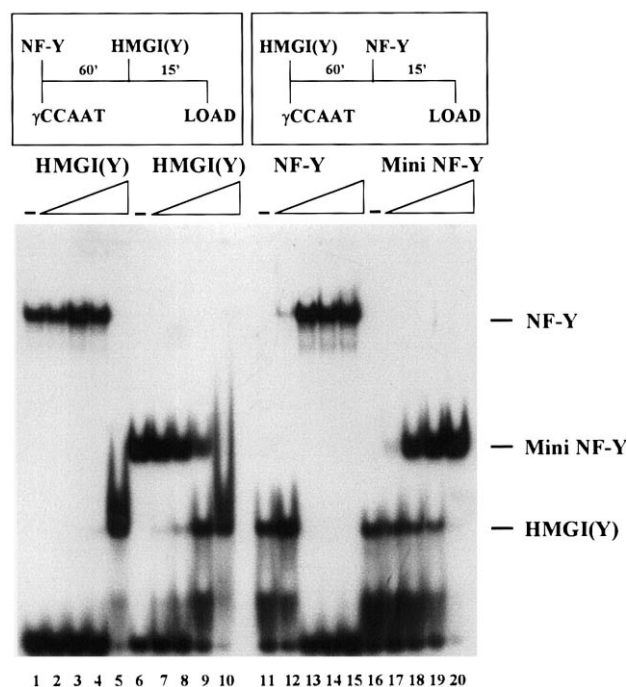 NF-Y HMGI(Y)
60' 15'
γCCAAT LOAD
HMGI(Y) NF-Y
60' 15'
γCCAAT LOAD
HMGI(Y) HMGI(Y) NF-Y Mini NF-Y
– – – –
– NF-Y
– Mini NF-Y
– HMGI(Y)
1 2 3 4 5 6 7 8 9 10 11 12 13 14 15 16 17 18 19 20